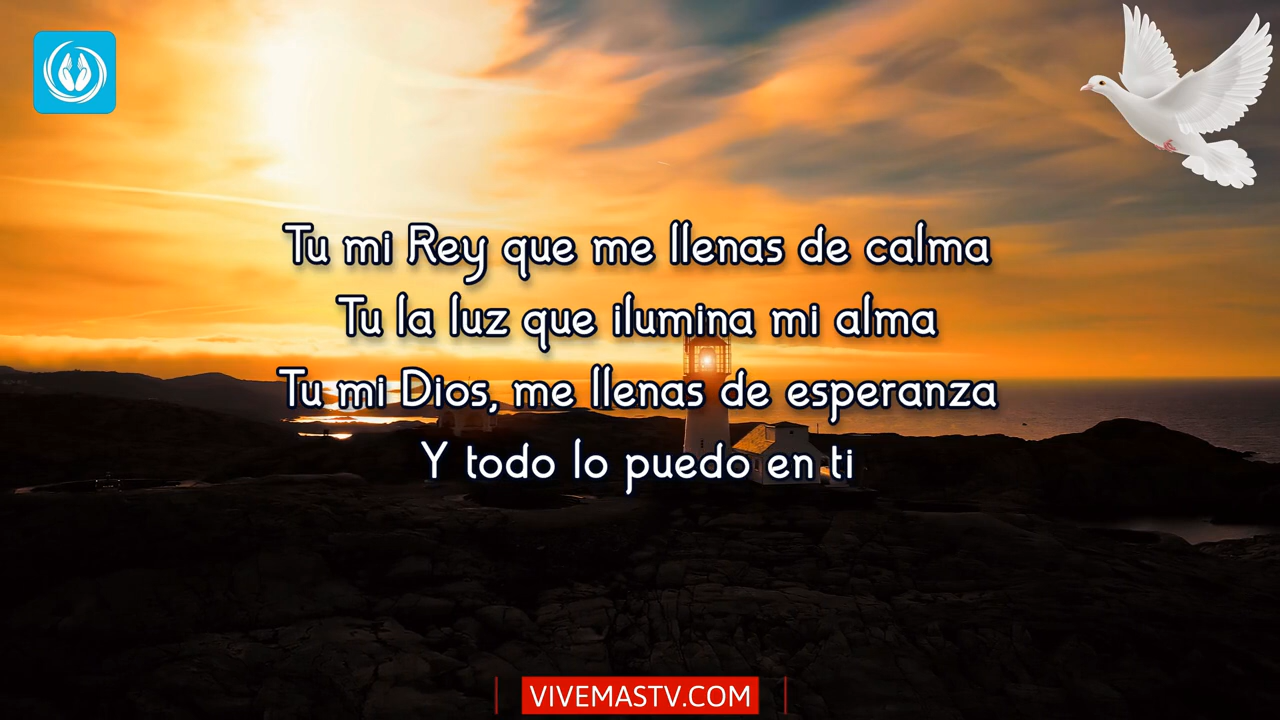 Tu mi Rey que me llenas de calma
Tu la luz que ilumina mi alma
Tu mi Dios, me llenas de esperanza
Y todo lo puedo en ti
VIVEMASTV.COM